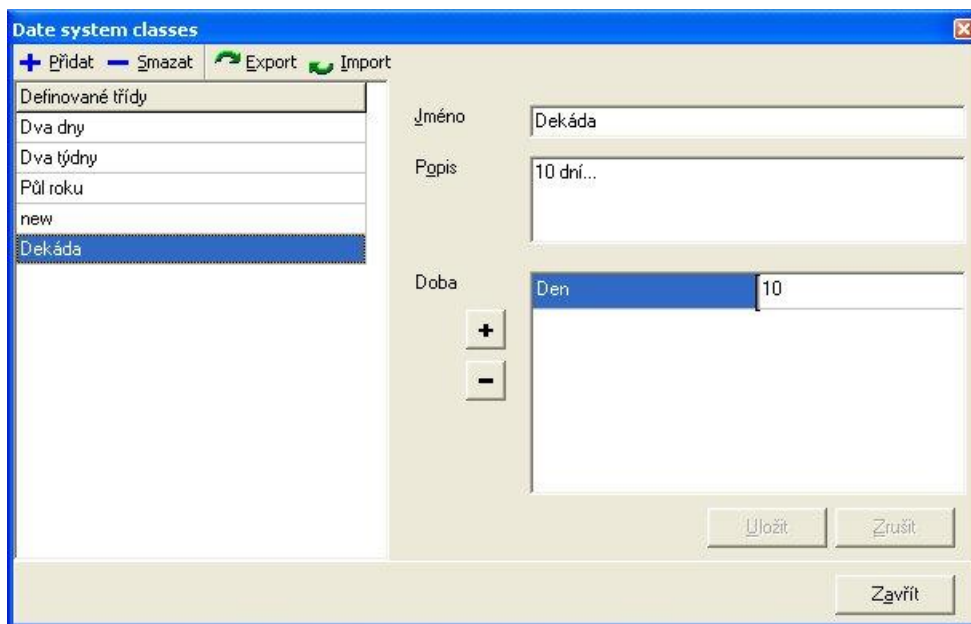 Date system classes
Přidat Smazat Export Import
Definované třídy
Dva dny
Dva týdny
Půl roku
new
Dekáda
Jméno Dekáda
Popis 10 dní...
Doba Den 10
+
−
Uložit Zrušit
Zavřít